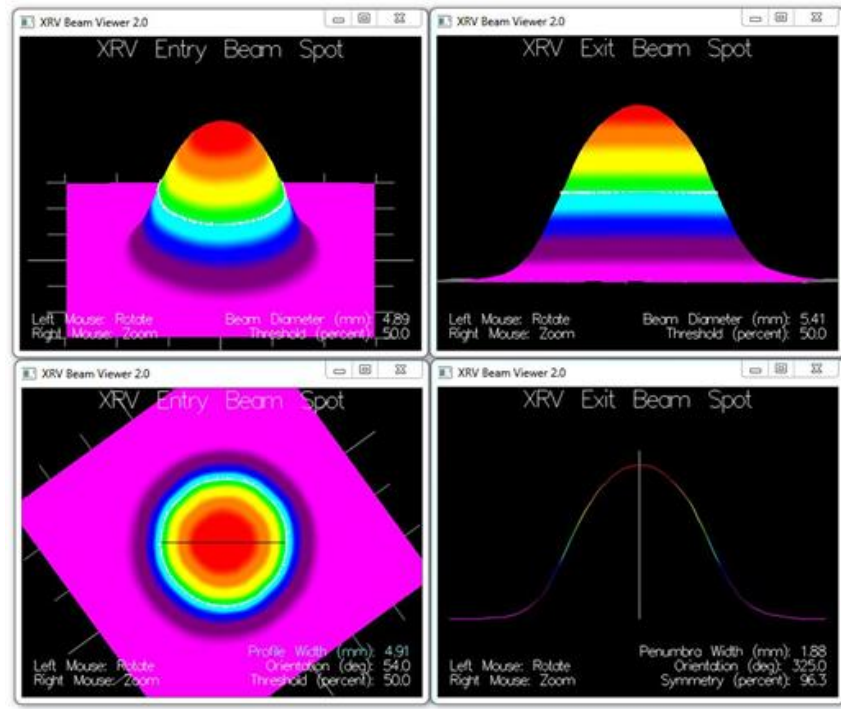 XRV Beam Viewer 2.0
XRV Entry Beam Spot
Left Mouse: Rotate
Right Mouse: Zoom
Beam Diameter (mm): 4.89
Threshold (percent): 50.0
XRV Beam Viewer 2.0
XRV Exit Beam Spot
Left Mouse: Rotate
Right Mouse: Zoom
Beam Diameter (mm): 5.41
Threshold (percent): 50.0
XRV Beam Viewer 2.0
XRV Entry Beam Spot
Profile Width (mm): 4.91
Left Mouse: Rotate
Orientation (deg): 54.0
Right Mouse: Zoom
Threshold (percent): 50.0
XRV Beam Viewer 2.0
XRV Exit Beam Spot
Penumbra Width (mm): 1.88
Left Mouse: Rotate
Orientation (deg): 325.0
Right Mouse: Zoom
Symmetry (percent): 96.3